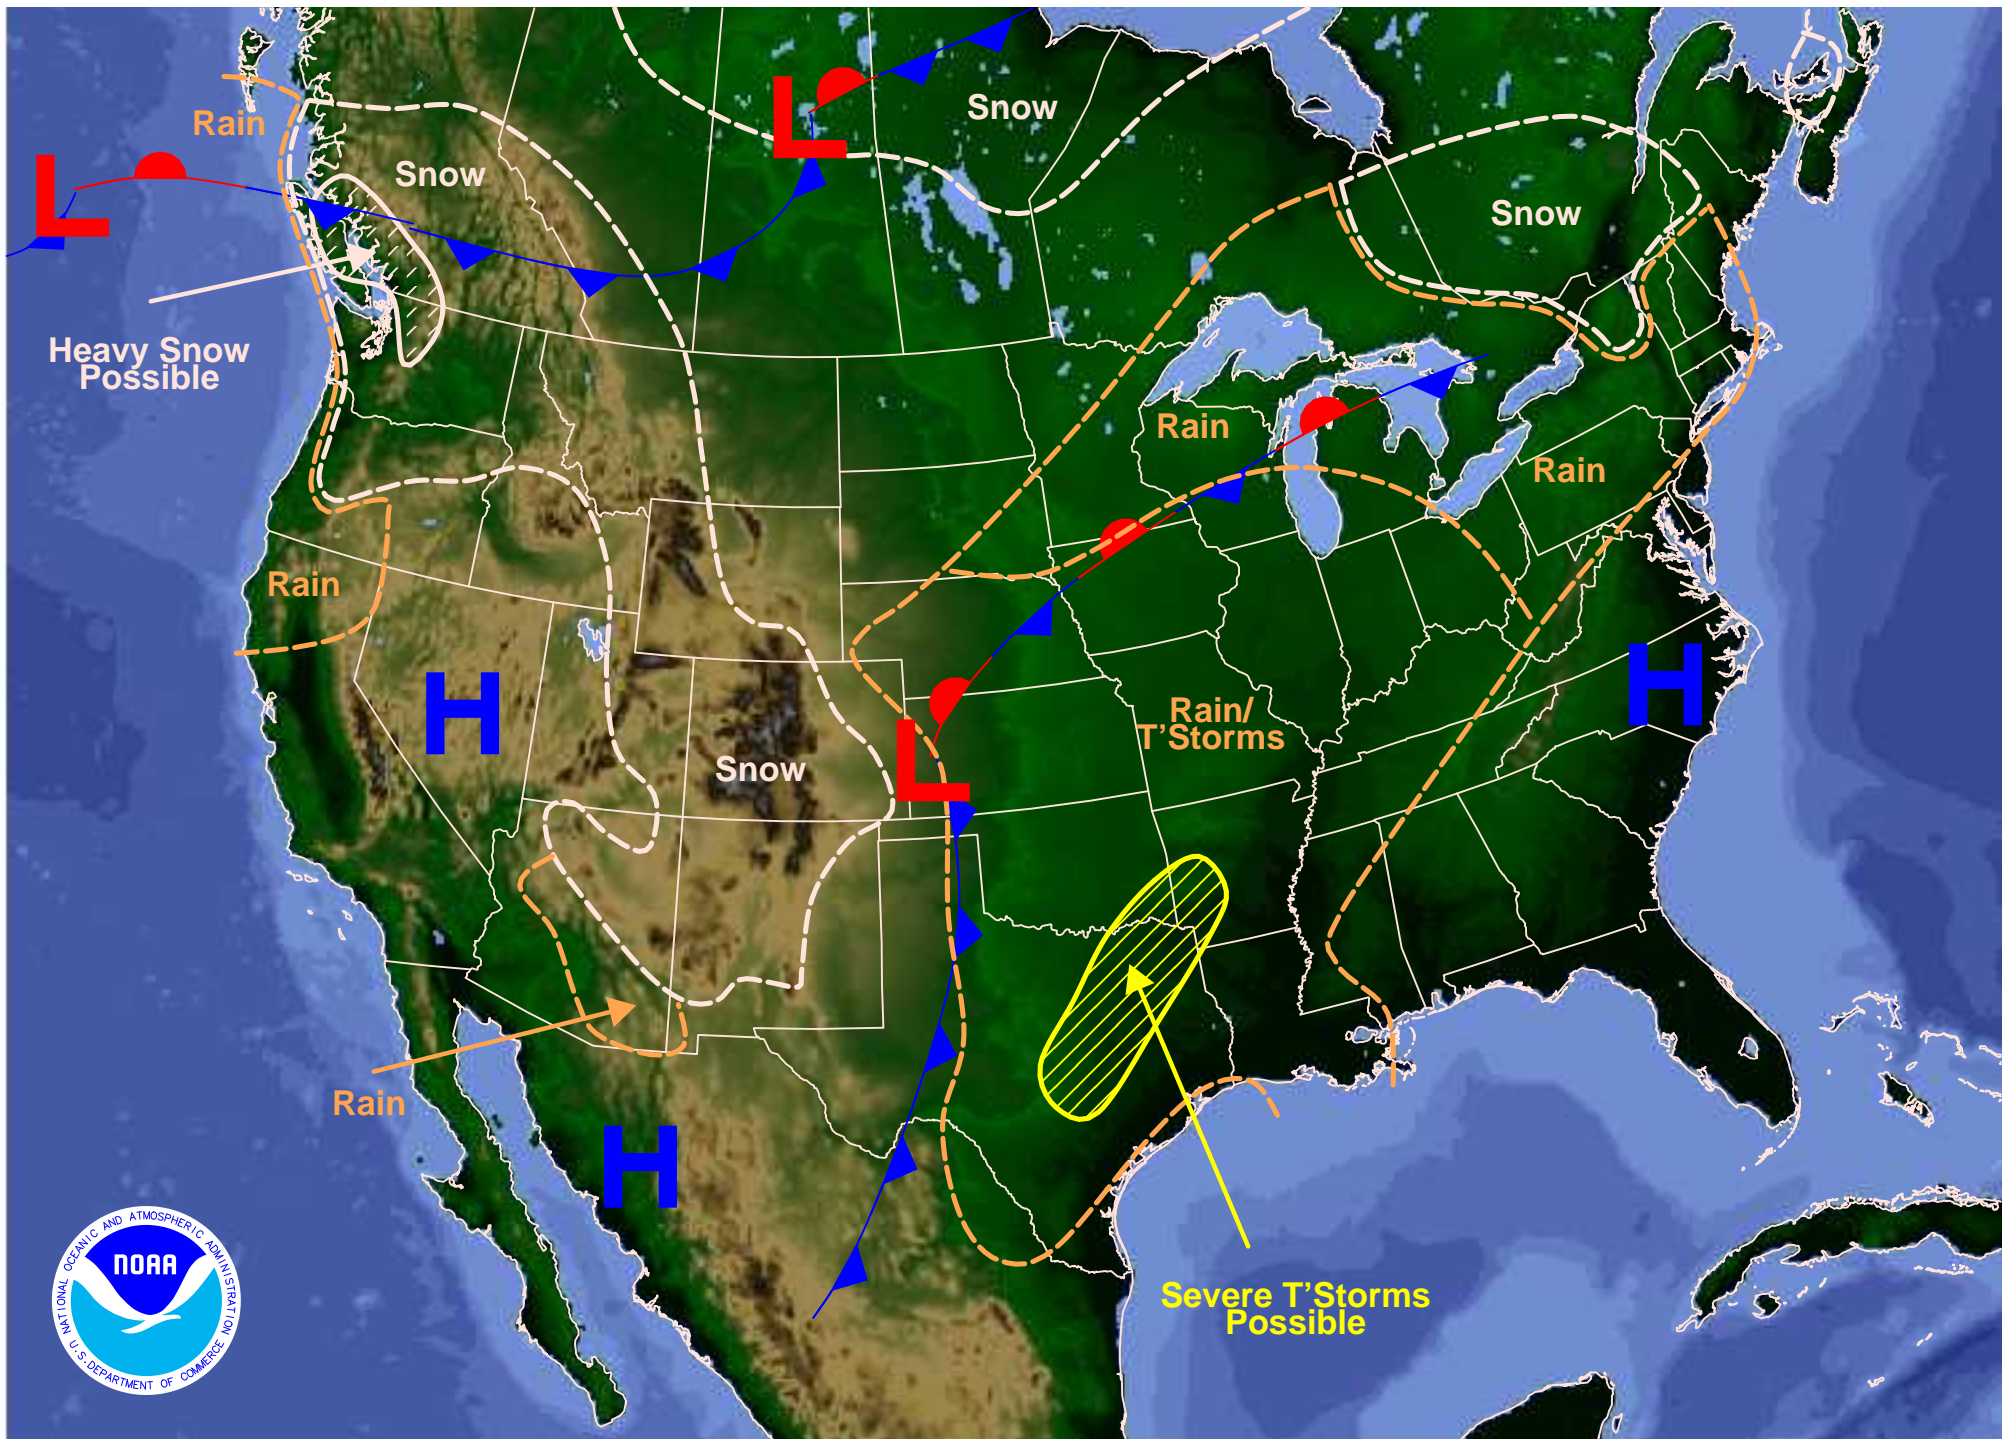 L
Snow
Rain
L
Snow
Snow
Heavy Snow
Possible
Rain
Rain
Rain
H
H
Rain/
T'Storms
L
Snow
Rain
H
NATIONAL OCEANIC AND ATMOSPHERIC ADMINISTRATION
NOAA
U.S. DEPARTMENT OF COMMERCE
Severe T'Storms
Possible